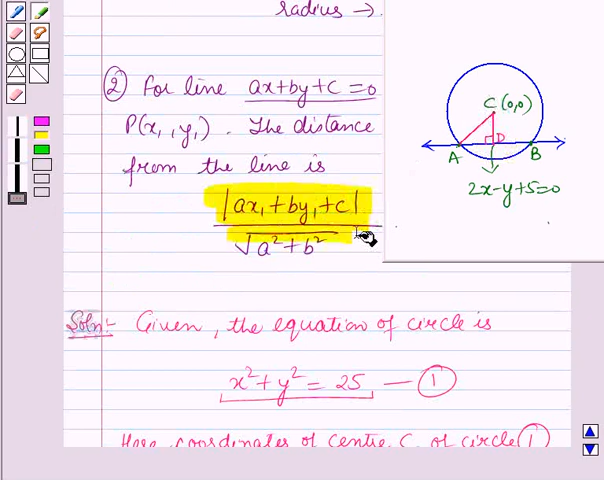 radius →
② For line ax+by+c=0
P(x₁, y₁). The distance
from the line is
|ax₁+by₁+c|
√a²+b²
C(0,0)
A
D
B
2x-y+5=0
Soln:- Given, the equation of circle is
x²+y² = 25 — ①
Here coordinates of centre C of circle ①